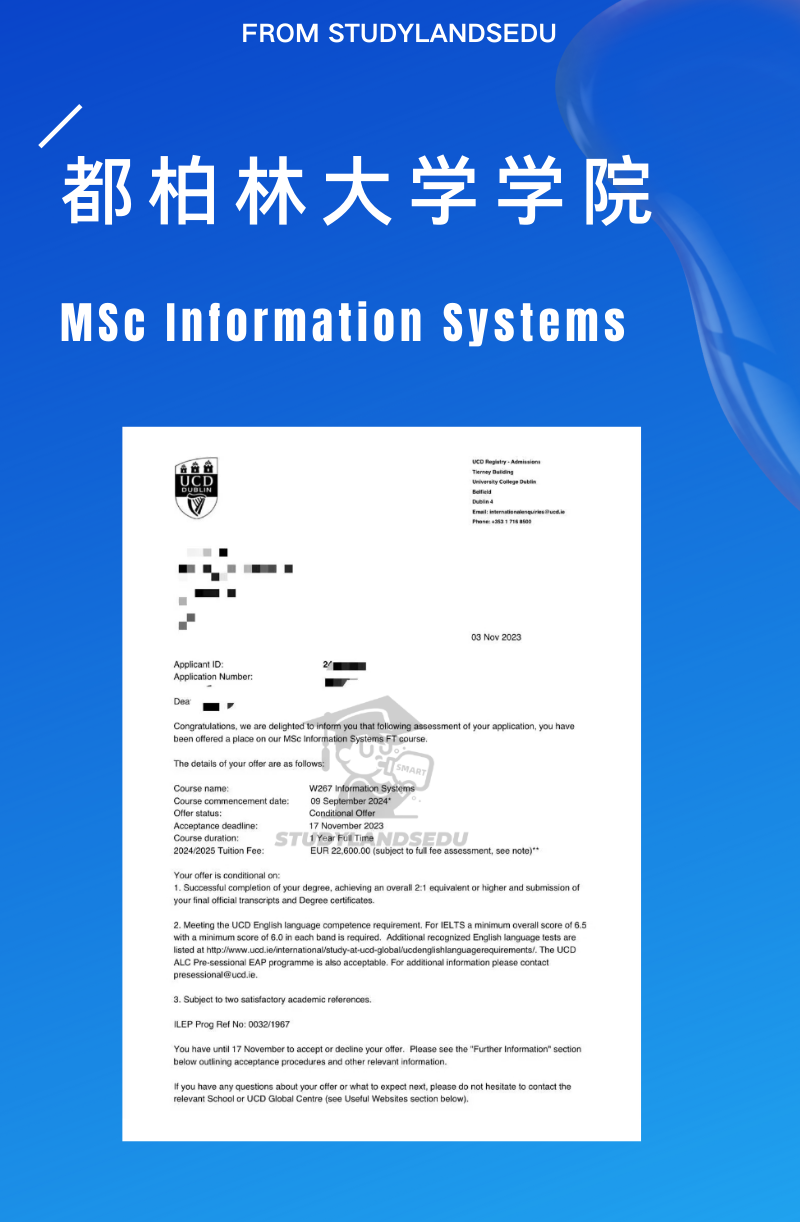 FROM STUDYLANDSEDU
都柏林大学学院
MSc Information Systems
UCD
DUBLIN
UCD Registry - Admissions
Tierney Building
University College Dublin
Belfield
Dublin 4
Email: internationalenquiries@ucd.ie
Phone: +353 1 716 8500
03 Nov 2023
Applicant ID: 2
Application Number:
Dea
Congratulations, we are delighted to inform you that following assessment of your application, you have
been offered a place on our MSc Information Systems FT course.
The details of your offer are as follows:
SMART
Course name: W267 Information Systems
Course commencement date: 09 September 2024*
Offer status: Conditional Offer
Acceptance deadline: 17 November 2023
Course duration: 1 Year Full Time
STUDYLANDSEDU
2024/2025 Tuition Fee: EUR 22,600.00 (subject to full fee assessment, see note)**
Your offer is conditional on:
1. Successful completion of your degree, achieving an overall 2:1 equivalent or higher and submission of
your final official transcripts and Degree certificates.
2. Meeting the UCD English language competence requirement. For IELTS a minimum overall score of 6.5
with a minimum score of 6.0 in each band is required. Additional recognized English language tests are
listed at http://www.ucd.ie/international/study-at-ucd-global/ucdenglishlanguagerequirements/. The UCD
ALC Pre-sessional EAP programme is also acceptable. For additional information please contact
presessional@ucd.ie.
3. Subject to two satisfactory academic references.
ILEP Prog Ref No: 0032/1967
You have until 17 November to accept or decline your offer. Please see the "Further Information" section
below outlining acceptance procedures and other relevant information.
If you have any questions about your offer or what to expect next, please do not hesitate to contact the
relevant School or UCD Global Centre (see Useful Websites section below).